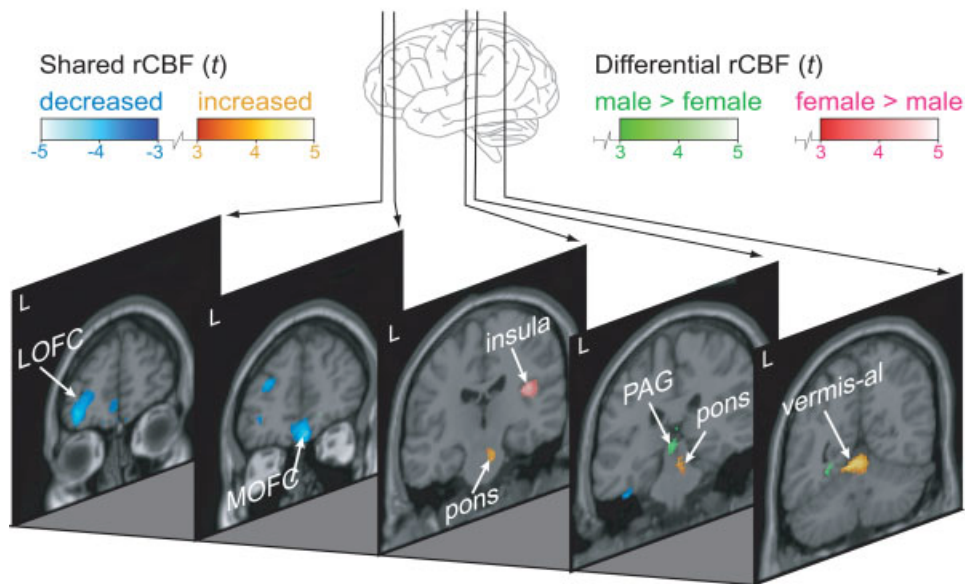 Shared rCBF (t)
decreased
increased
-5
-4
-3
3
4
5
Differential rCBF (t)
male > female
female > male
3
4
5
3
4
5
L
LOFC
L
MOFC
L
insula
pons
L
PAG
pons
L
vermis-al